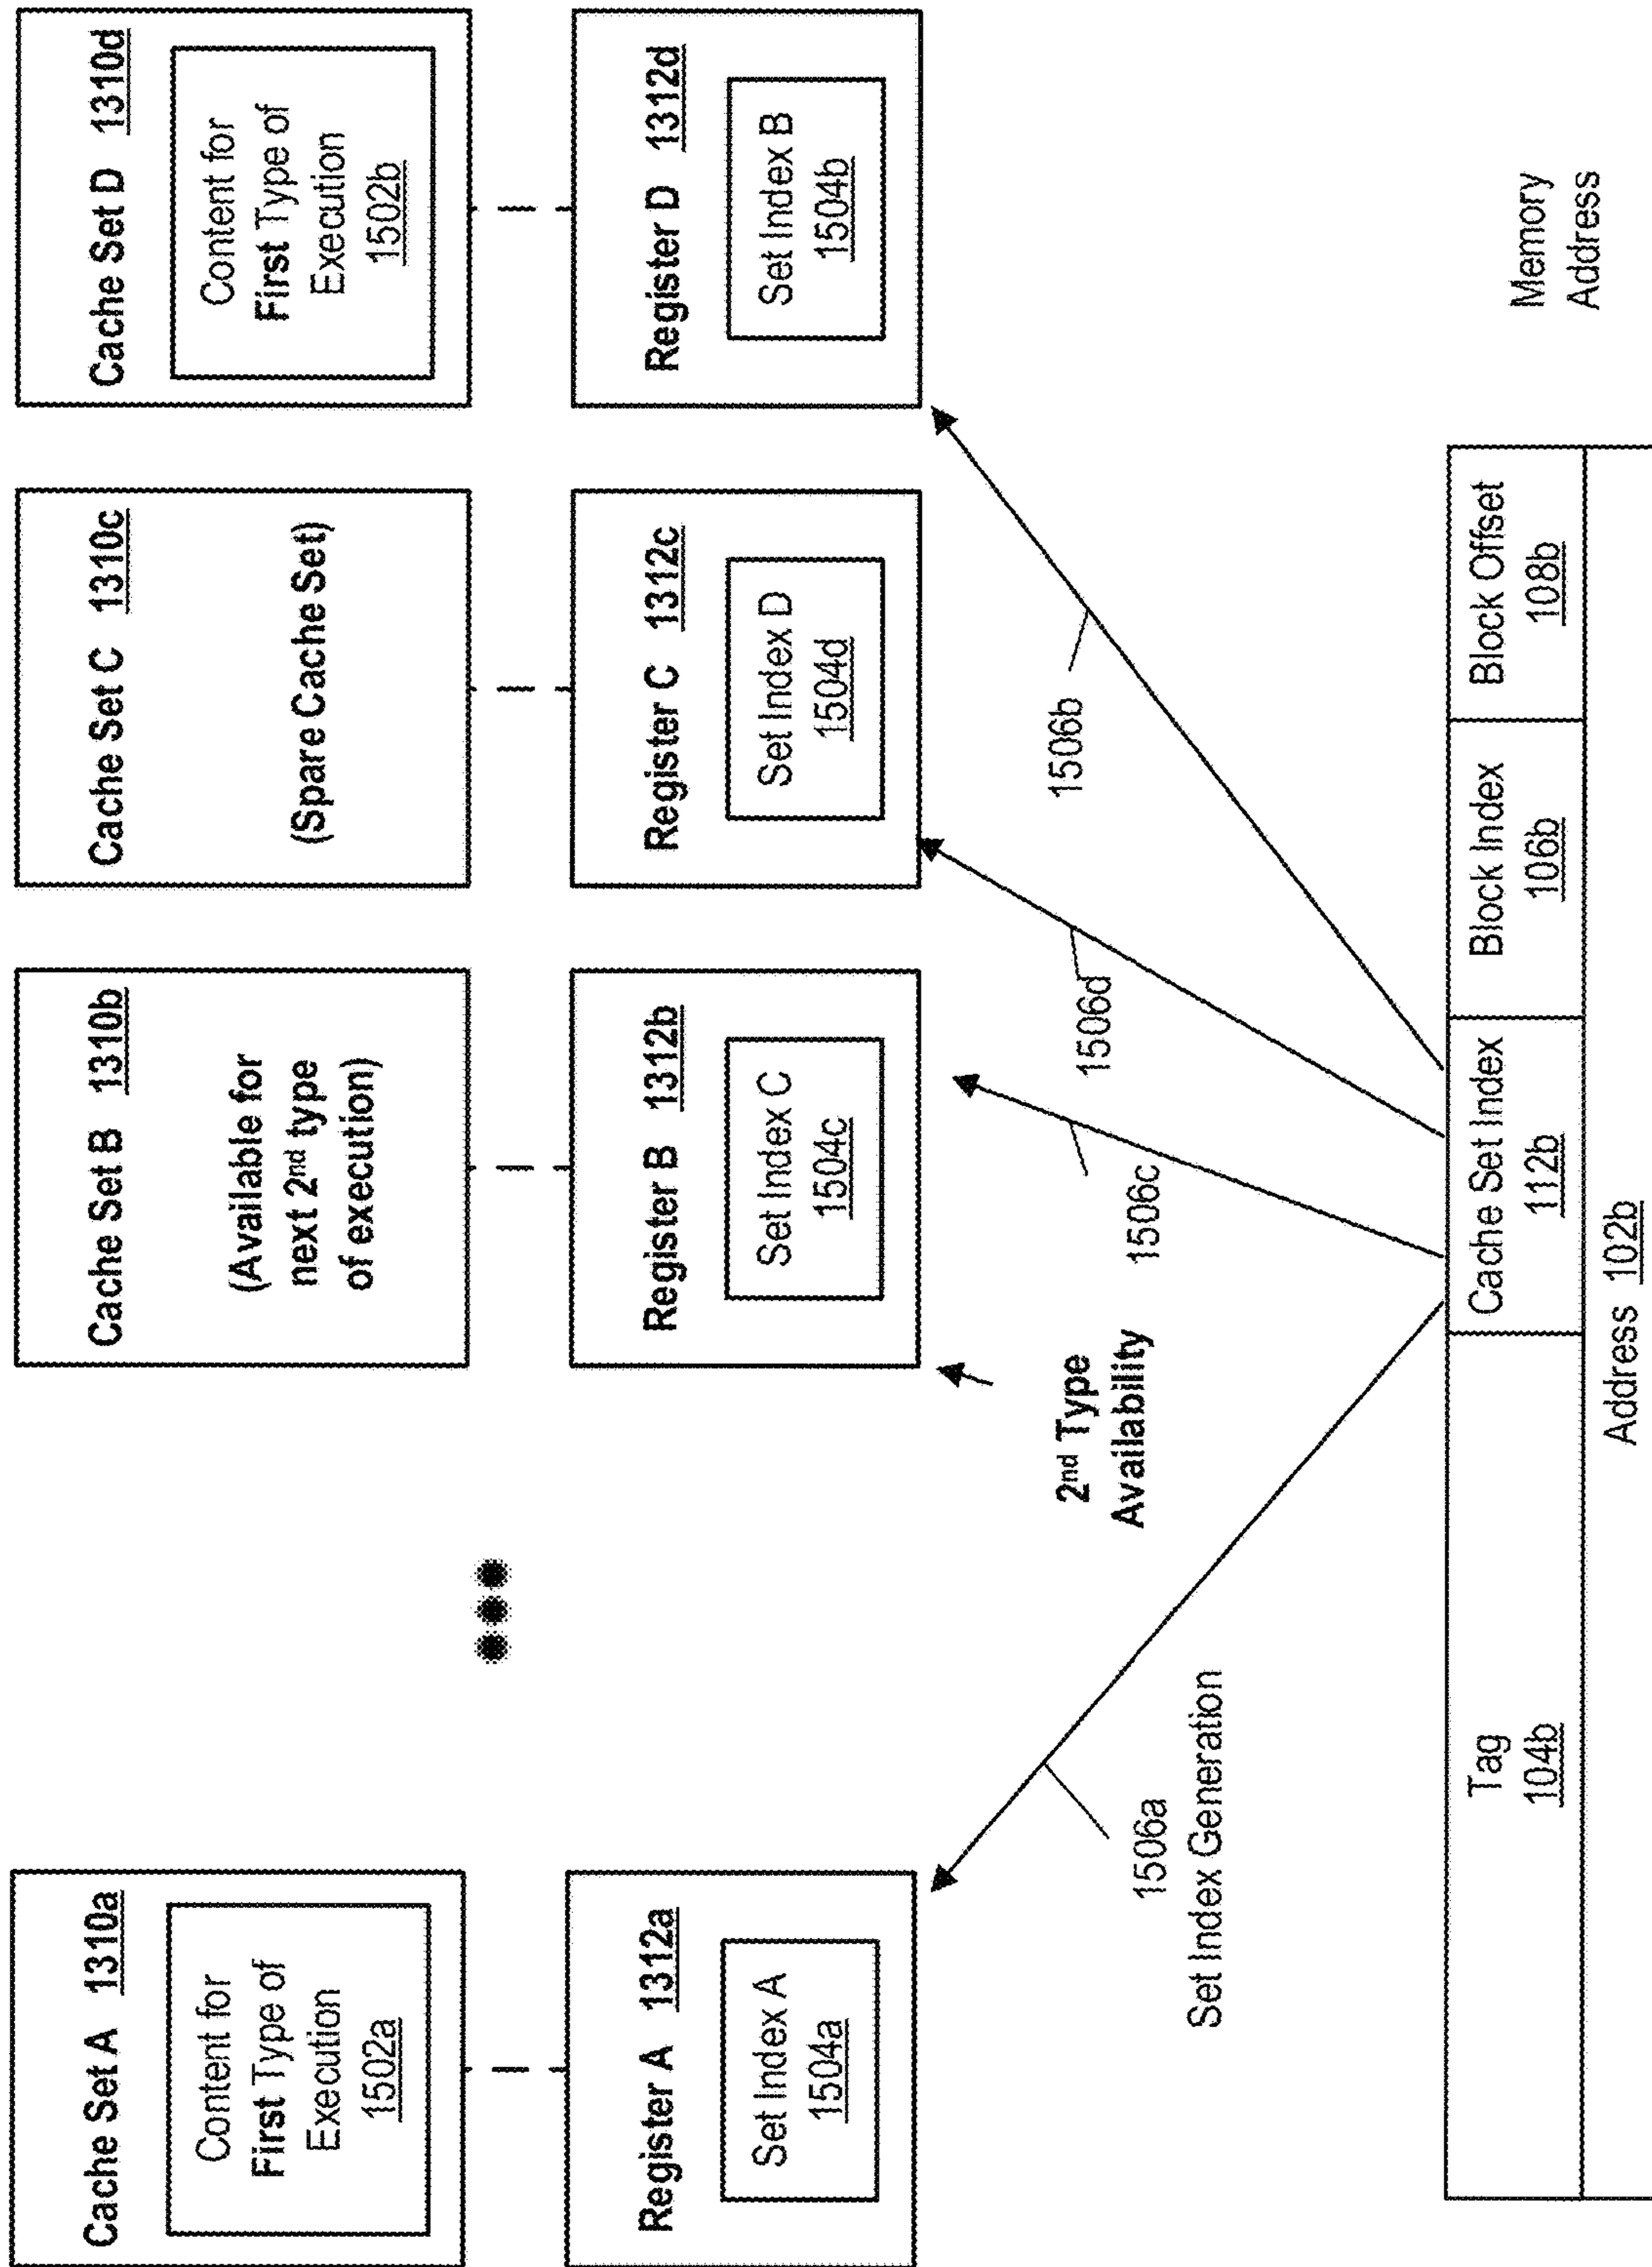 Cache Set A 1310a
Content for
First Type of
Execution
1502a
Cache Set B 1310b
(Available for
next 2nd type
of execution)
Cache Set C 1310c
(Spare Cache Set)
Cache Set D 1310d
Content for
First Type of
Execution
1502b
Register A 1312a
Set Index A
1504a
Register B 1312b
Set Index C
1504c
Register C 1312c
Set Index D
1504d
Register D 1312d
Set Index B
1504b
2nd Type
Availability
1506a
Set Index Generation
1506c
1506d
1506b
Tag
104b
Cache Set Index
112b
Block Index
106b
Block Offset
108b
Address 102b
Memory
Address